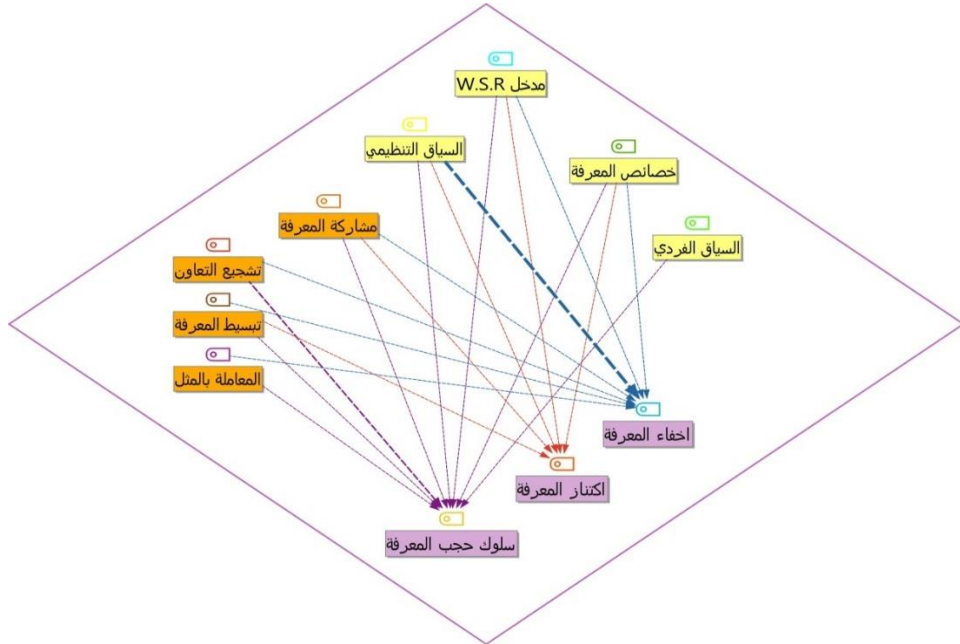 مدخل W.S.R
السياق التنظيمي
خصائص المعرفة
مشاركة المعرفة
السياق الفردي
تشجيع التعاون
تبسيط المعرفة
المعاملة بالمثل
اخفاء المعرفة
اكتناز المعرفة
سلوك حجب المعرفة